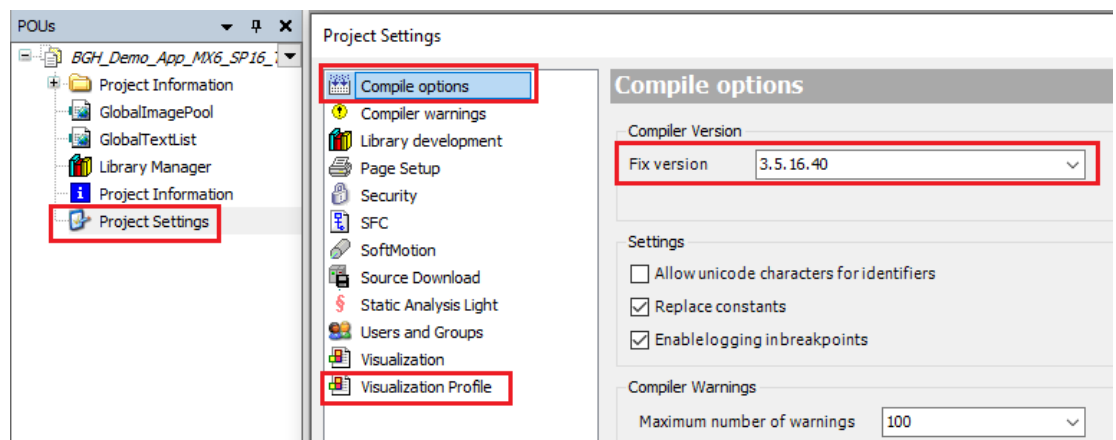 POUs
BGH_Demo_App_MX6_SP16_
Project Information
GlobalImagePool
GlobalTextList
Library Manager
Project Information
Project Settings
Project Settings
Compile options
Compiler warnings
Library development
Page Setup
Security
SFC
SoftMotion
Source Download
Static Analysis Light
Users and Groups
Visualization
Visualization Profile
Compile options
Compiler Version
Fix version 3.5.16.40
Settings
Allow unicode characters for identifiers
Replace constants
Enable logging in breakpoints
Compiler Warnings
Maximum number of warnings 100